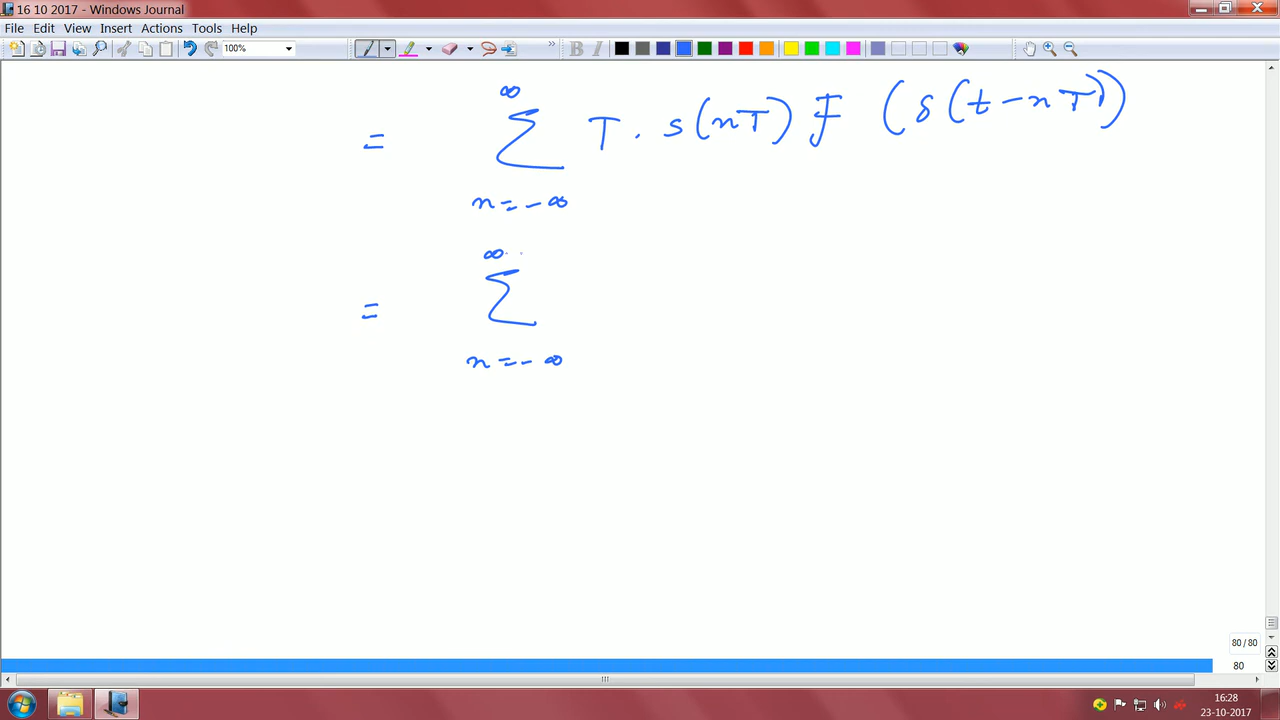 16 10 2017 - Windows Journal
File Edit View Insert Actions Tools Help
100%
∞
= ∑ T · s(nT) F (δ(t - nT))
n = - ∞
∞
= ∑
n = - ∞
80 / 80
80
16:28
23-10-2017